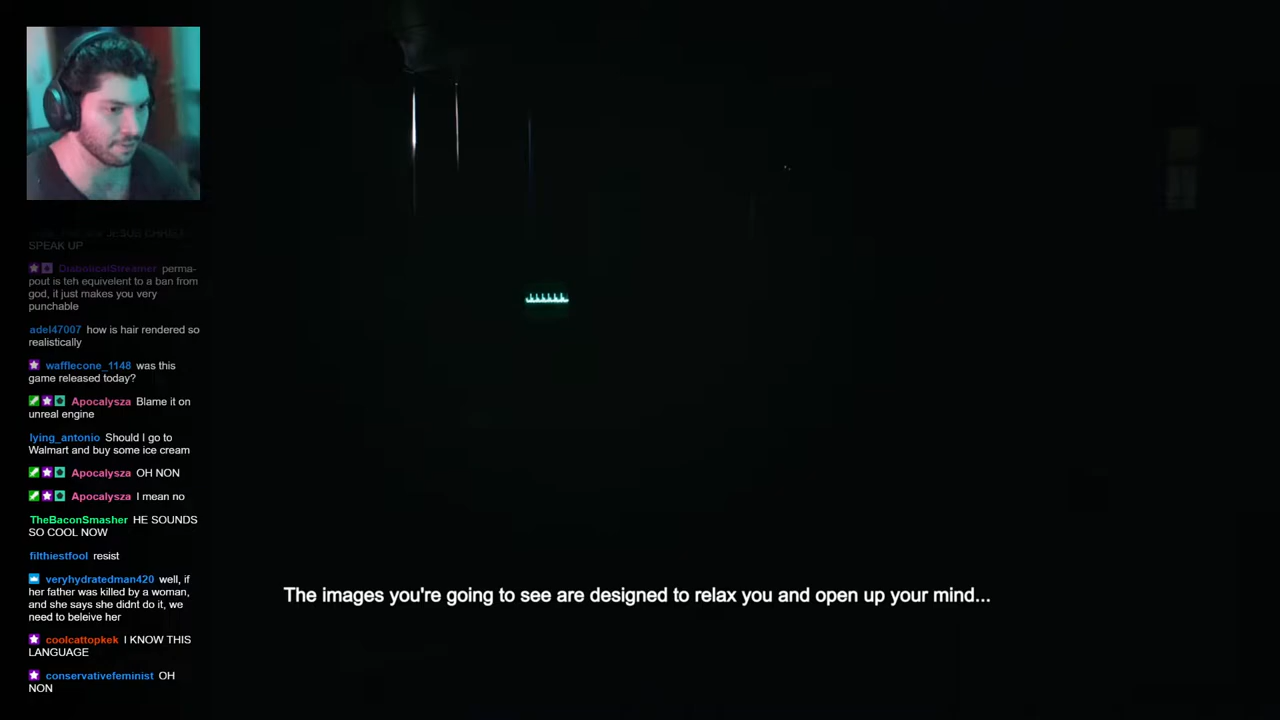 JESUS CHRIST
SPEAK UP
DiabolicalStreamer perma-
pout is teh equivelent to a ban from
god, it just makes you very
punchable
adel47007 how is hair rendered so
realistically
wafflecone_1148 was this
game released today?
Apocalysza Blame it on
unreal engine
lying_antonio Should I go to
Walmart and buy some ice cream
Apocalysza OH NON
Apocalysza I mean no
TheBaconSmasher HE SOUNDS
SO COOL NOW
filthiestfool resist
veryhydratedman420 well, if
her father was killed by a woman,
and she says she didnt do it, we
need to beleive her
coolcattopkek I KNOW THIS
LANGUAGE
conservativefeminist OH
NON
The images you're going to see are designed to relax you and open up your mind...